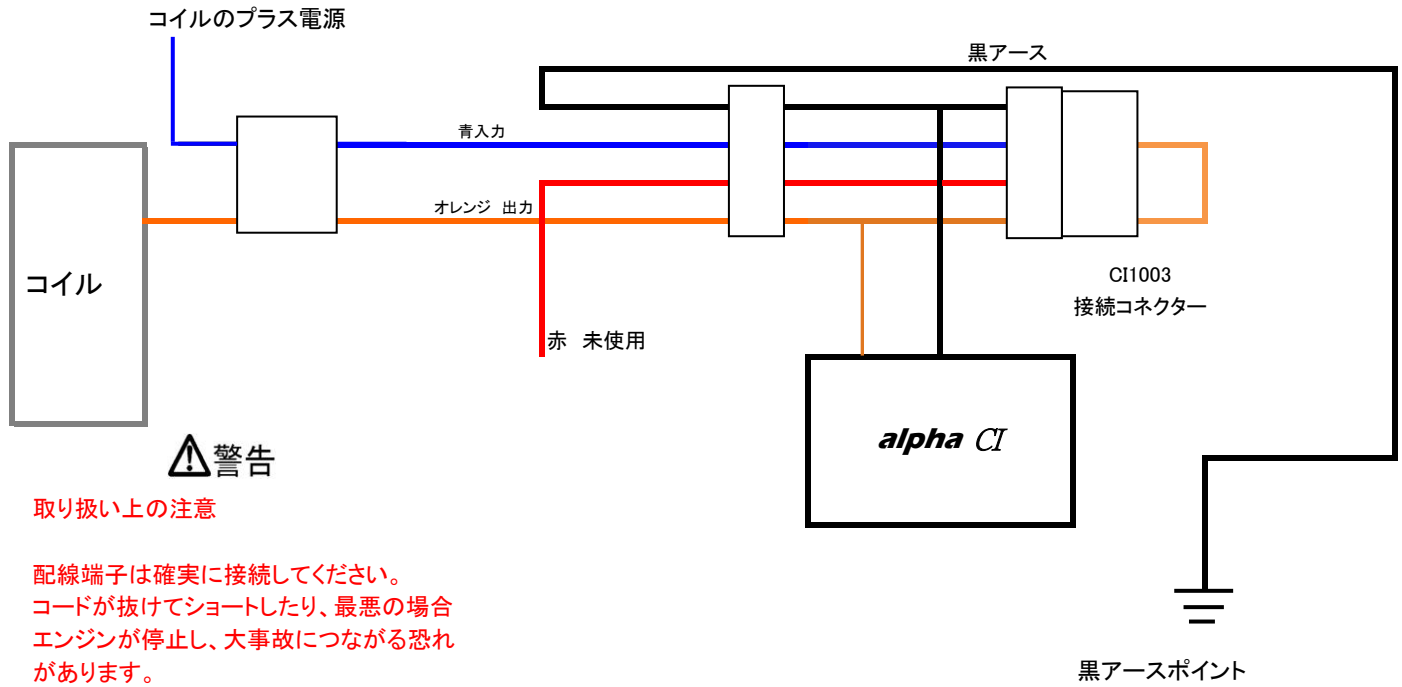 コイルのプラス電源
黒アース
青入力
オレンジ 出力
コイル
CI1003
接続コネクター
赤 未使用
alpha CI
警告
取り扱い上の注意
配線端子は確実に接続してください。
コードが抜けてショートしたり、最悪の場合
エンジンが停止し、大事故につながる恐れ
があります。
黒アースポイント